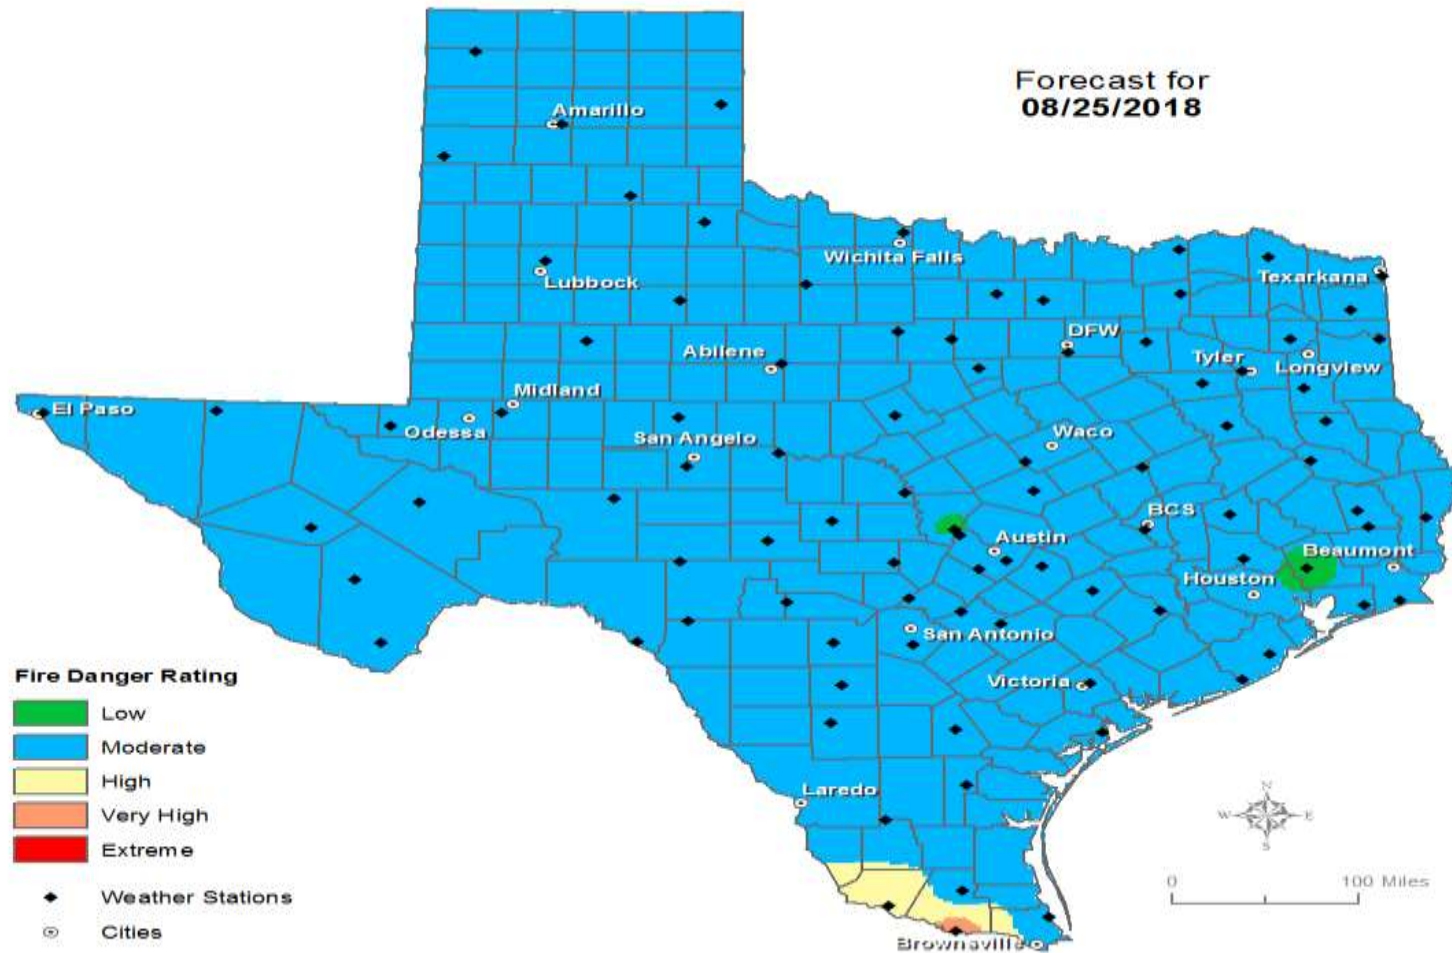 Forecast for
08/25/2018
Amarillo
Wichita Falls
Lubbock
Texarkana
DFW
Abilene
Tyler
Longview
Midland
El Paso
Odessa
San Angelo
Waco
BCS
Austin
Beaumont
Houston
San Antonio
Victoria
Laredo
Brownsville
Fire Danger Rating
Low
Moderate
High
Very High
Extreme
Weather Stations
Cities
N
W E
S
0 100 Miles